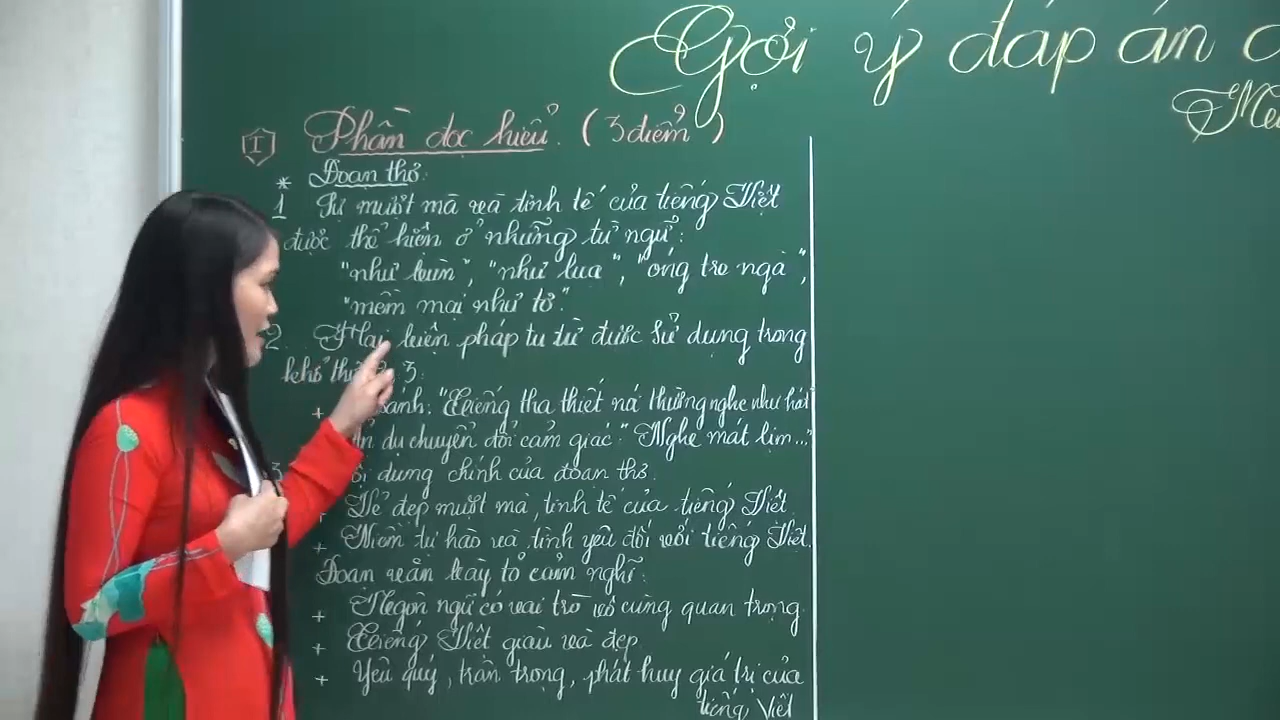 Gợi ý đáp án
I Phần đọc hiểu (3 điểm)
* Đoạn thơ:
1 Sự mượt mà và tinh tế của tiếng Việt
được thể hiện ở những từ ngữ:
"như bùn", "như lụa", "óng tre ngà",
"mềm mại như tơ".
2. Hai biện pháp tu từ được sử dụng trong
khổ thứ 3:
+ sánh: "Tiếng tha thiết nói thường nghe như hát"
ẩn dụ chuyển đổi cảm giác: "Nghe mát lịm..."
3 dung chính của đoạn thơ.
Vẻ đẹp mượt mà, tinh tế của tiếng Việt
+ Niềm tự hào và tình yêu đối với tiếng Việt.
Đoạn văn bày tỏ cảm nghĩ:
+ Ngôn ngữ có vai trò vô cùng quan trọng
+ Tiếng Việt giàu và đẹp
+ Yêu quý, trân trọng, phát huy giá trị của
tiếng Việt